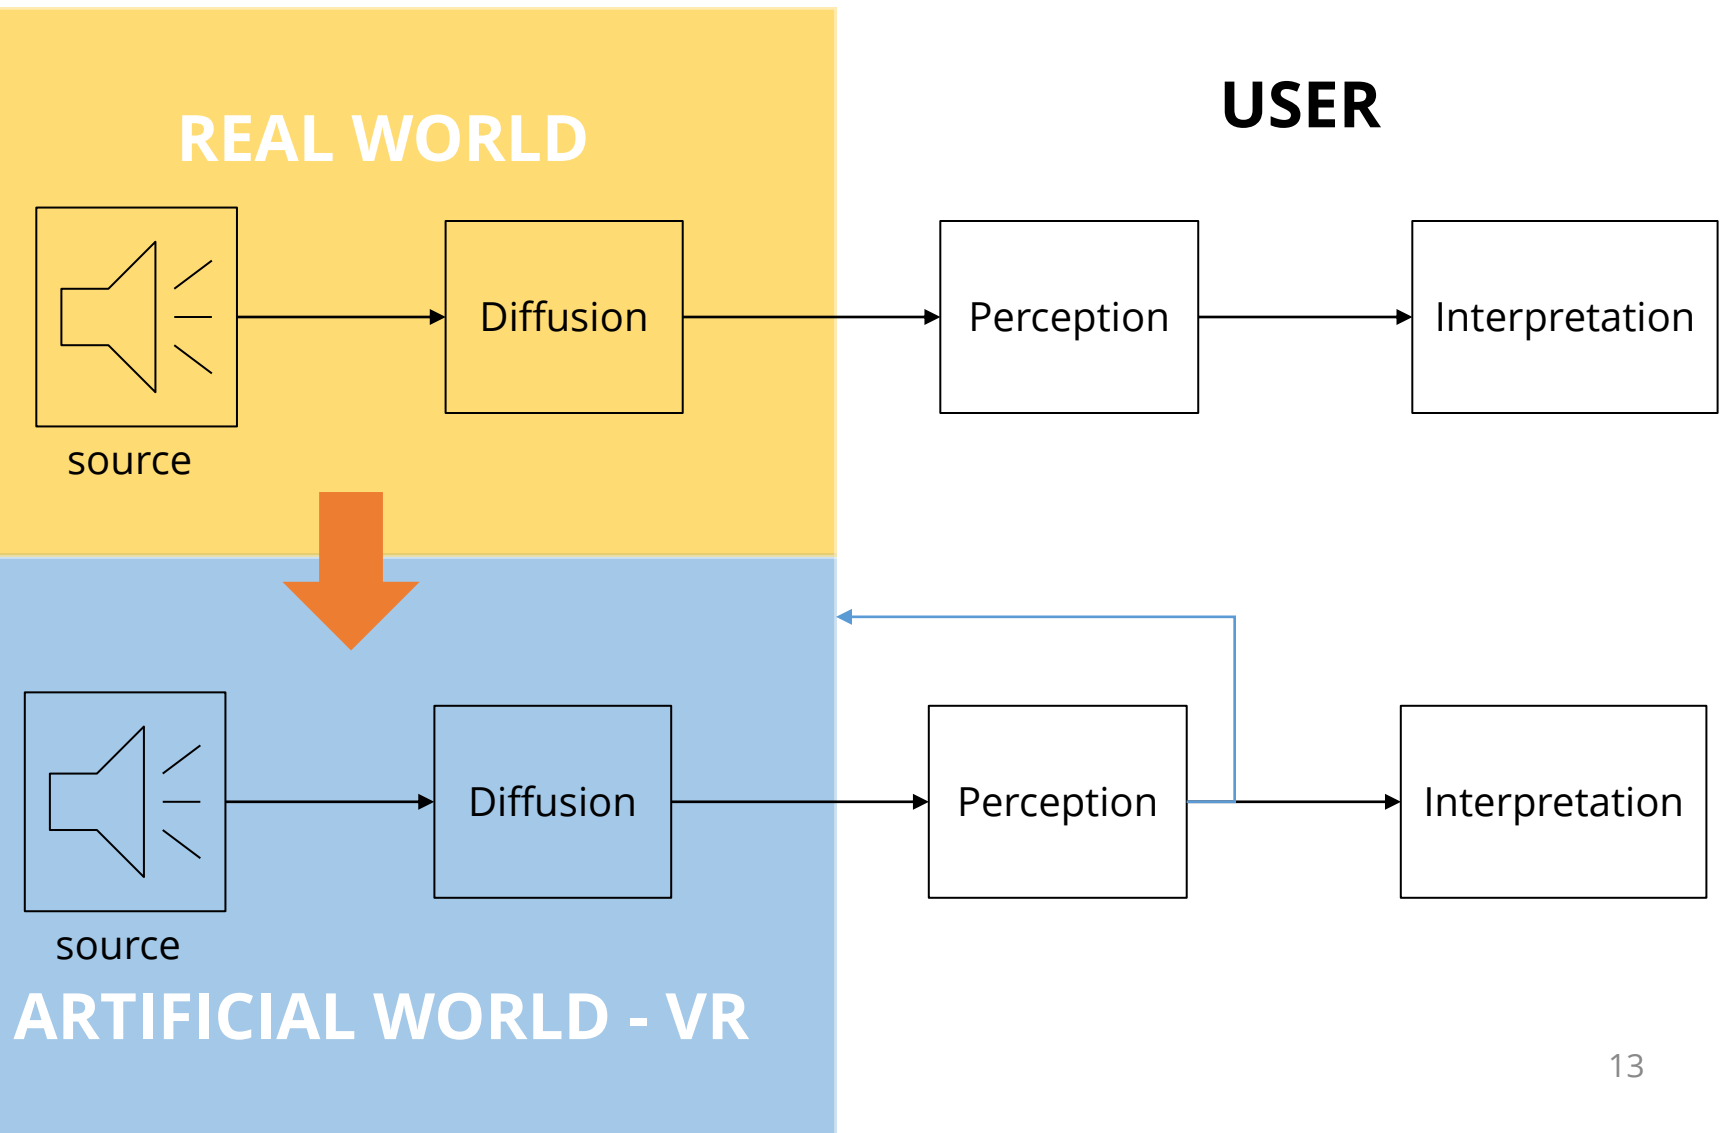 REAL WORLD
USER
Diffusion
Perception
Interpretation
source
Diffusion
Perception
Interpretation
source
ARTIFICIAL WORLD - VR
13